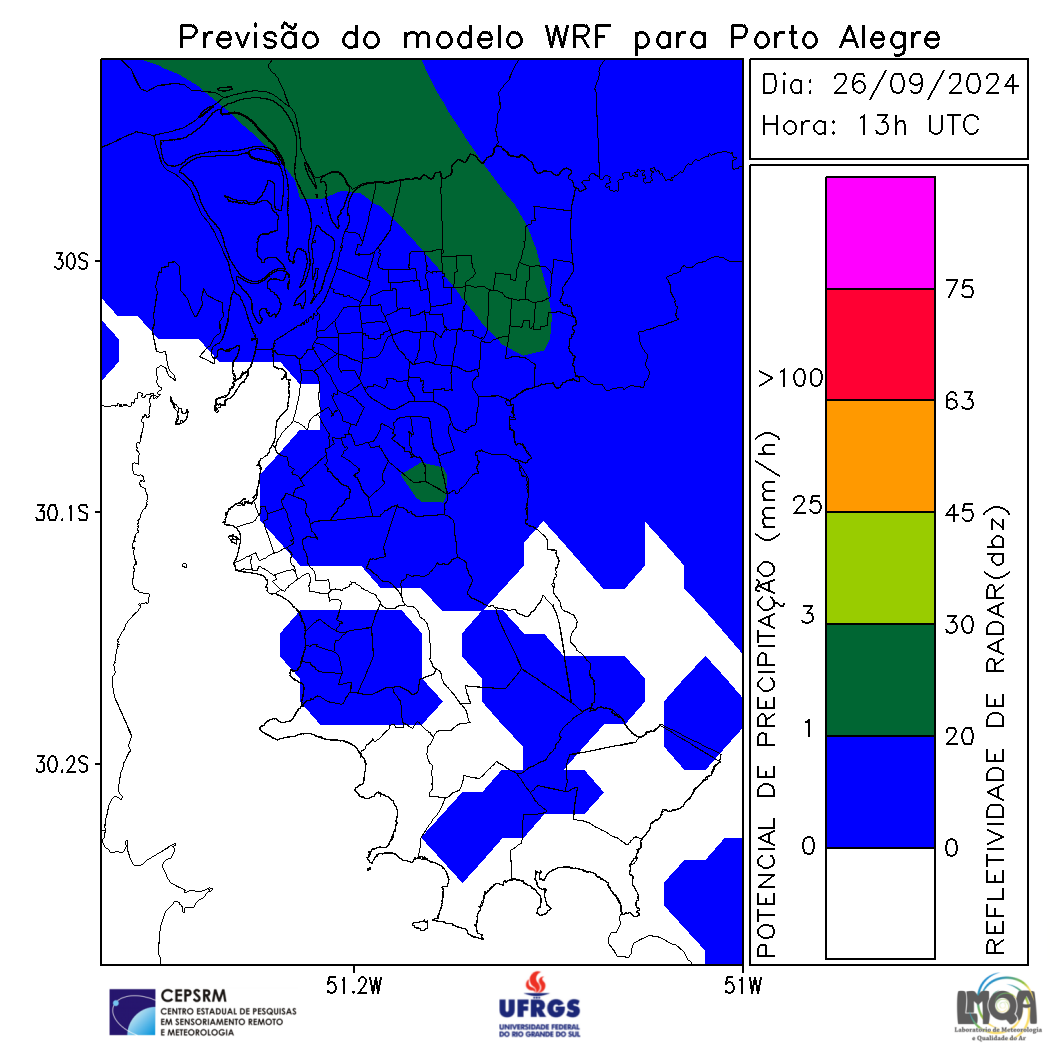 Previsão do modelo WRF para Porto Alegre
Dia: 26/09/2024
Hora: 13h UTC
30S
30.1S
30.2S
51.2W
51W
POTENCIAL DE PRECIPITAÇÃO (mm/h)
>100
25
3
1
0
75
63
45
30
20
0
REFLETIVIDADE DE RADAR(dbz)
CEPSRM
CENTRO ESTADUAL DE PESQUISAS
EM SENSORIAMENTO REMOTO
E METEOROLOGIA
UFRGS
UNIVERSIDADE FEDERAL
DO RIO GRANDE DO SUL
LMQA
Laboratório de Meteorologia
e Qualidade do Ar